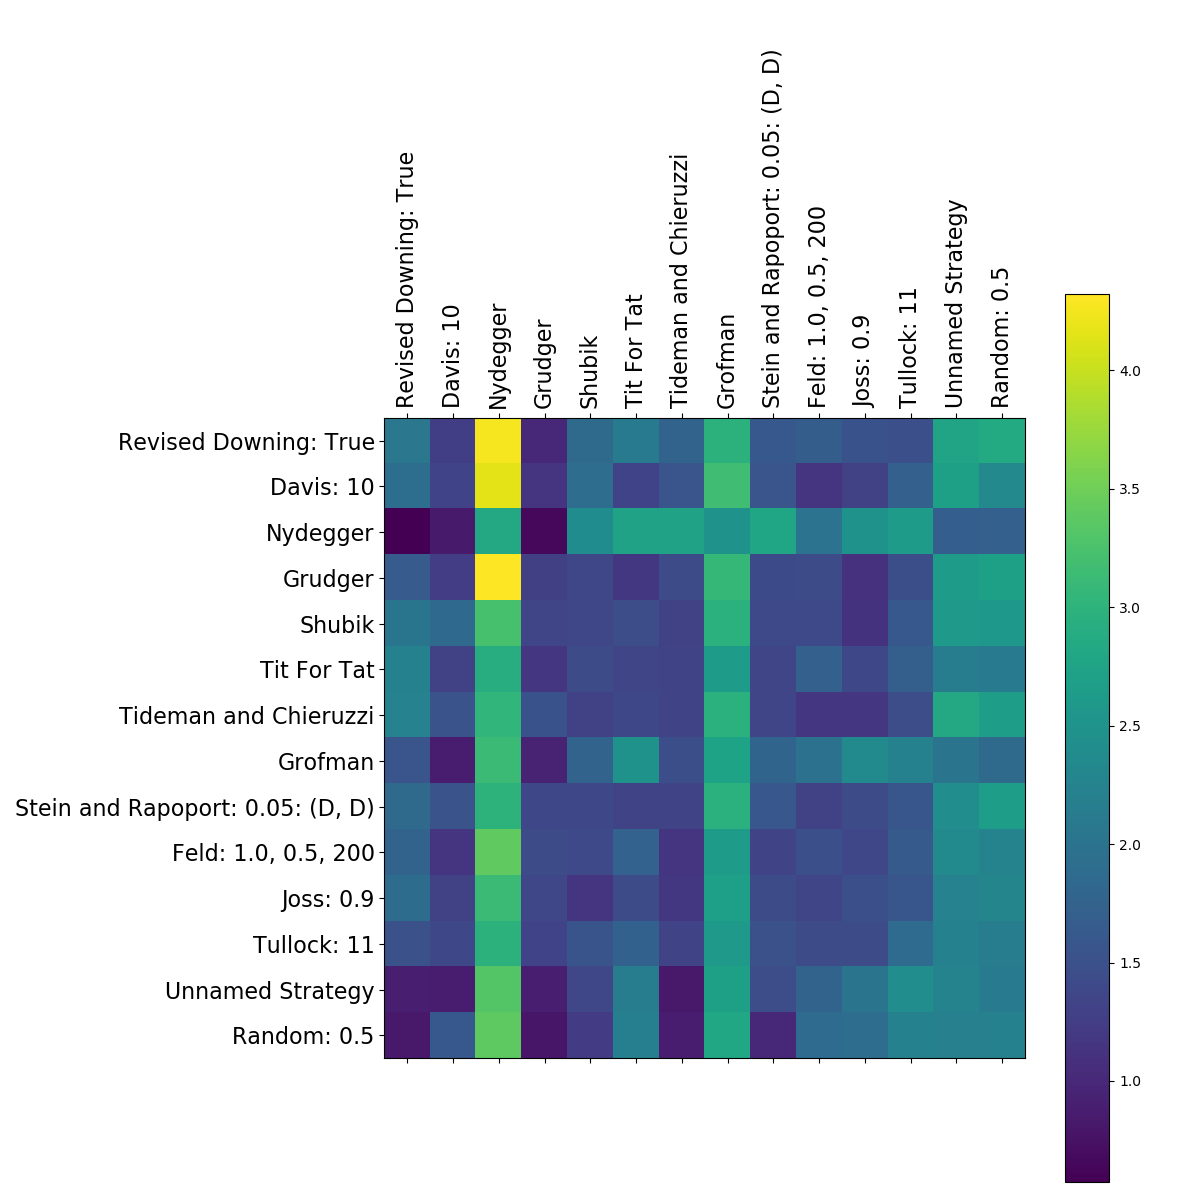 Revised Downing: True
Davis: 10
Nydegger
Grudger
Shubik
Tit For Tat
Tideman and Chieruzzi
Grofman
Stein and Rapoport: 0.05: (D, D)
Feld: 1.0, 0.5, 200
Joss: 0.9
Tullock: 11
Unnamed Strategy
Random: 0.5
Revised Downing: True
Davis: 10
Nydegger
Grudger
Shubik
Tit For Tat
Tideman and Chieruzzi
Grofman
Stein and Rapoport: 0.05: (D, D)
Feld: 1.0, 0.5, 200
Joss: 0.9
Tullock: 11
Unnamed Strategy
Random: 0.5
4.0
3.5
3.0
2.5
2.0
1.5
1.0